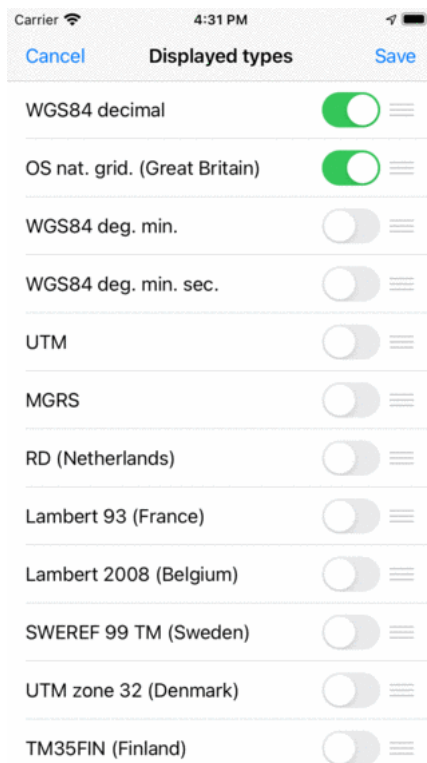 Carrier 4:31 PM
Cancel Displayed types Save
WGS84 decimal
OS nat. grid. (Great Britain)
WGS84 deg. min.
WGS84 deg. min. sec.
UTM
MGRS
RD (Netherlands)
Lambert 93 (France)
Lambert 2008 (Belgium)
SWEREF 99 TM (Sweden)
UTM zone 32 (Denmark)
TM35FIN (Finland)